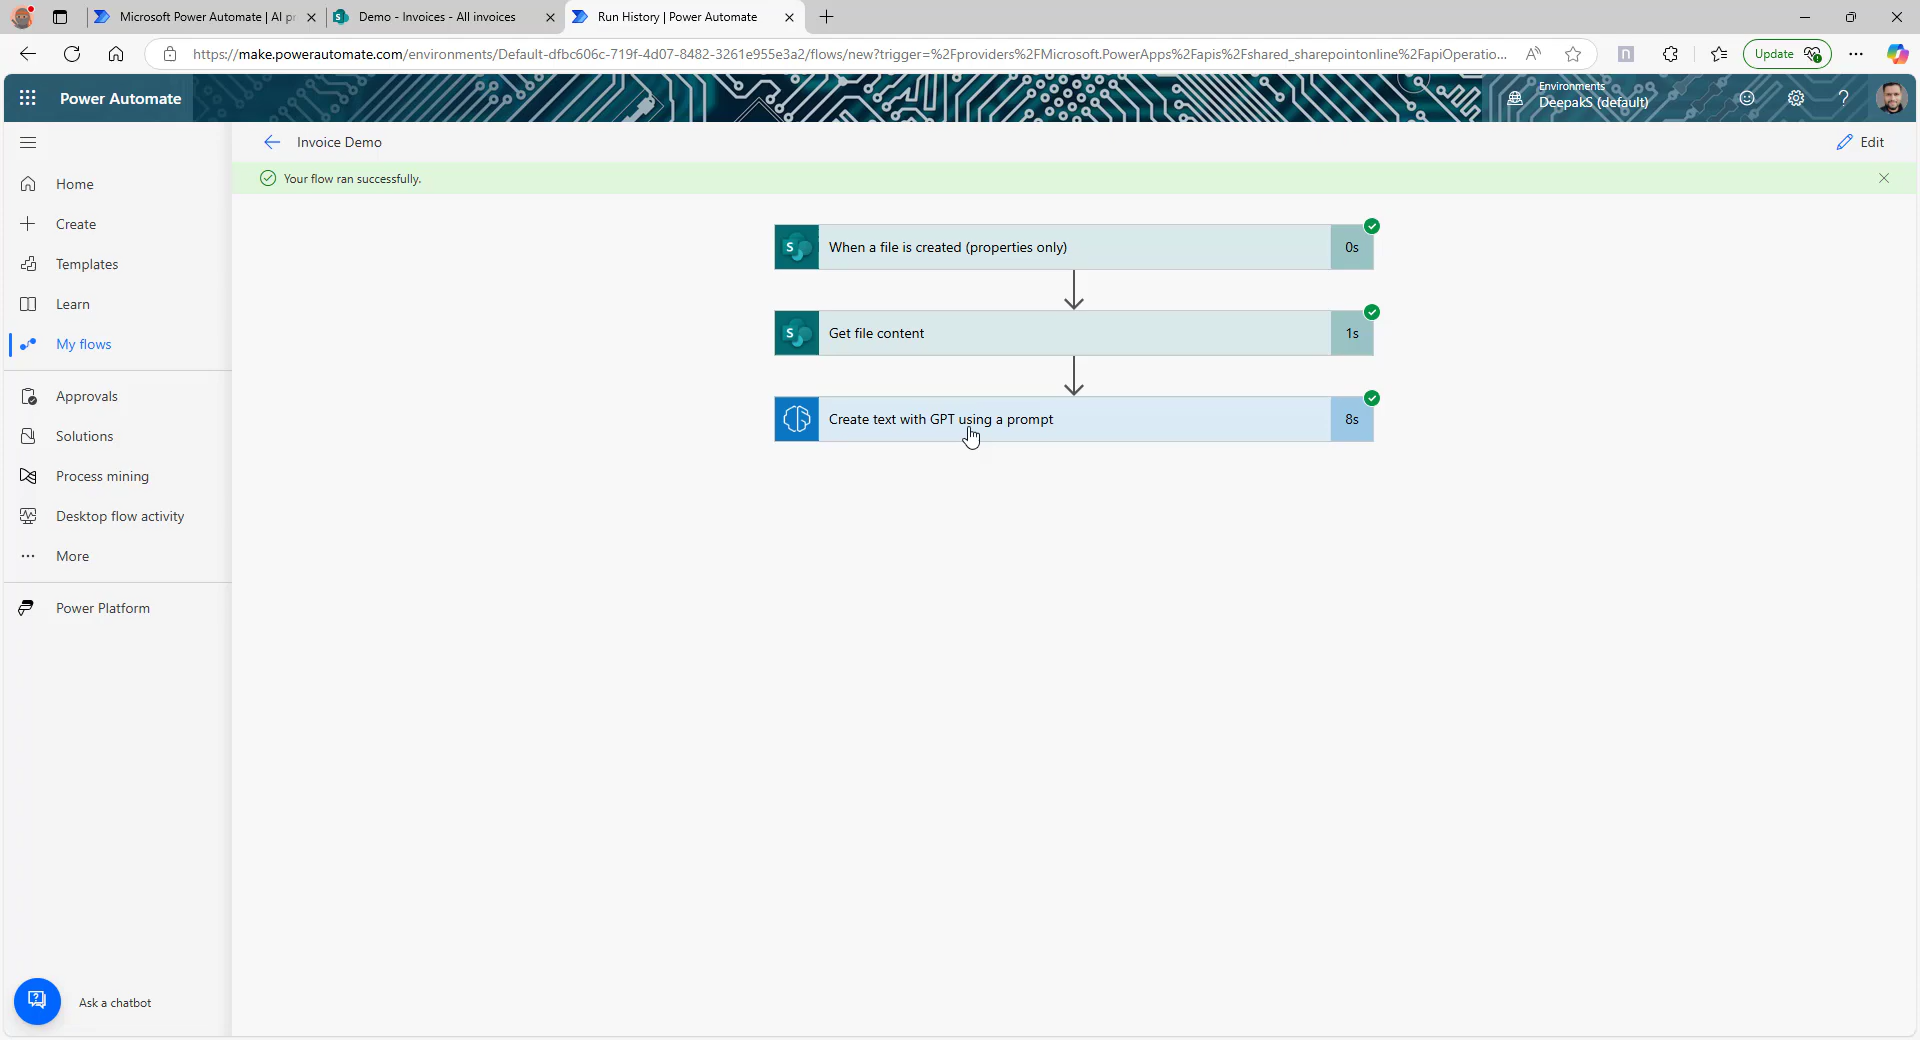 Microsoft Power Automate | AI pr
Demo - Invoices - All invoices
Run History | Power Automate
https://make.powerautomate.com/environments/Default-dfbc606c-719f-4d07-8482-3261e955e3a2/flows/new?trigger=%2Fproviders%2FMicrosoft.PowerApps%2Fapis%2Fshared_sharepointonline%2FapiOperatio...
Update
Power Automate
Environments
DeepakS (default)
Invoice Demo
Edit
Your flow ran successfully.
Home
Create
Templates
Learn
My flows
Approvals
Solutions
Process mining
Desktop flow activity
More
Power Platform
Ask a chatbot
When a file is created (properties only)
0s
Get file content
1s
Create text with GPT using a prompt
8s